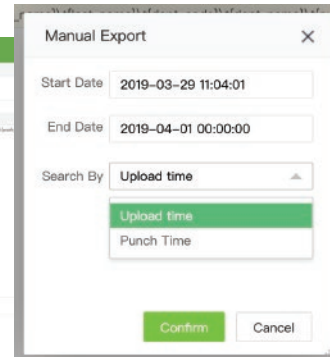 Manual Export
Start Date 2019-03-29 11:04:01
End Date 2019-04-01 00:00:00
Search By Upload time
Upload time
Punch Time
Confirm Cancel